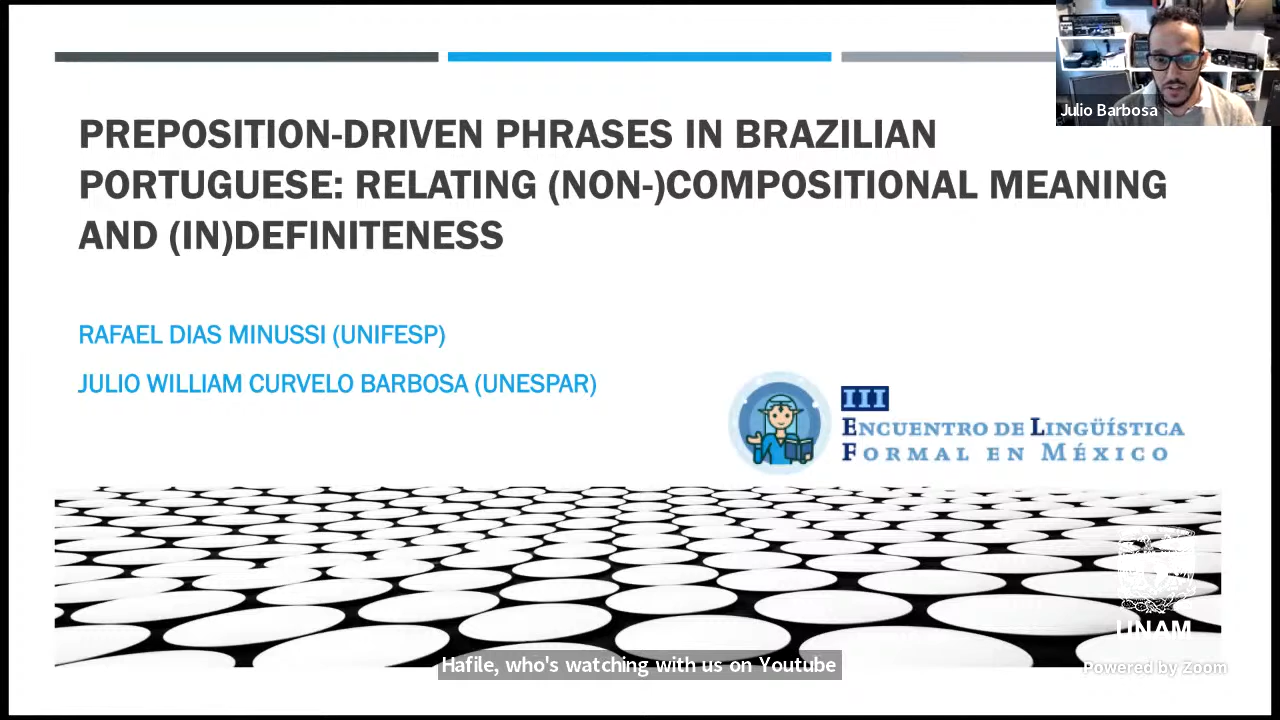 Julio Barbosa
PREPOSITION-DRIVEN PHRASES IN BRAZILIAN
PORTUGUESE: RELATING (NON-)COMPOSITIONAL MEANING
AND (IN)DEFINITENESS
RAFAEL DIAS MINUSSI (UNIFESP)
JULIO WILLIAM CURVELO BARBOSA (UNESPAR)
III
ENCUENTRO DE LINGÜÍSTICA
FORMAL EN MÉXICO
UNAM
Hafile, who's watching with us on Youtube
Powered by Zoom